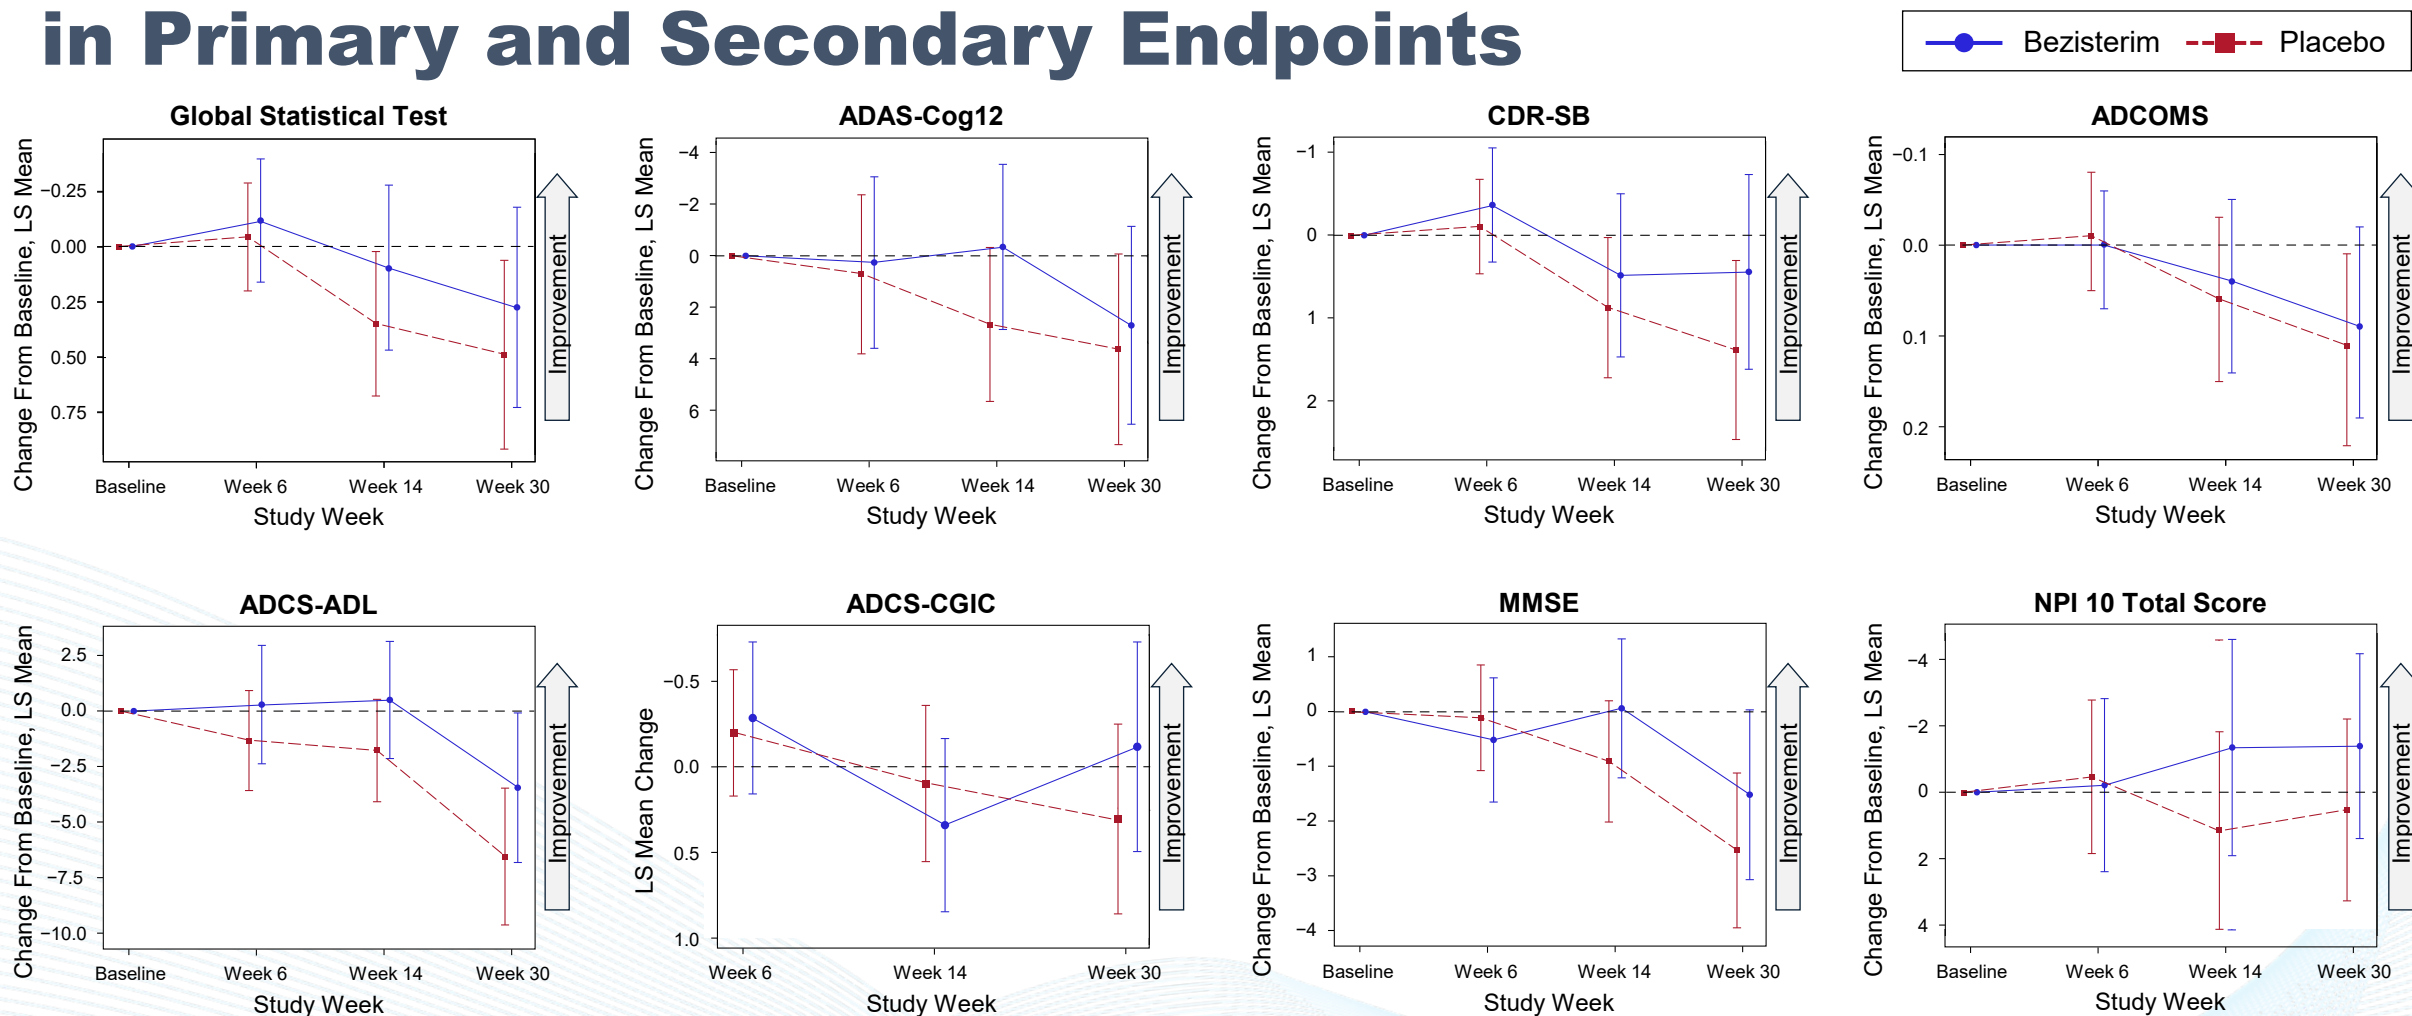 in Primary and Secondary Endpoints
Bezisterim
Placebo
Global Statistical Test
Change From Baseline, LS Mean
−0.25
0.00
0.25
0.50
0.75
Baseline
Week 6
Week 14
Week 30
Study Week
Improvement
ADAS-Cog12
Change From Baseline, LS Mean
−4
−2
0
2
4
6
Baseline
Week 6
Week 14
Week 30
Study Week
Improvement
CDR-SB
Change From Baseline, LS Mean
−1
0
1
2
Baseline
Week 6
Week 14
Week 30
Study Week
Improvement
ADCOMS
Change From Baseline, LS Mean
−0.1
0.0
0.1
0.2
Baseline
Week 6
Week 14
Week 30
Study Week
Improvement
ADCS-ADL
Change From Baseline, LS Mean
2.5
0.0
−2.5
−5.0
−7.5
−10.0
Baseline
Week 6
Week 14
Week 30
Study Week
Improvement
ADCS-CGIC
LS Mean Change
−0.5
0.0
0.5
1.0
Week 6
Week 14
Week 30
Study Week
Improvement
MMSE
Change From Baseline, LS Mean
1
0
−1
−2
−3
−4
Baseline
Week 6
Week 14
Week 30
Study Week
Improvement
NPI 10 Total Score
Change From Baseline, LS Mean
−4
−2
0
2
4
Baseline
Week 6
Week 14
Week 30
Study Week
Improvement